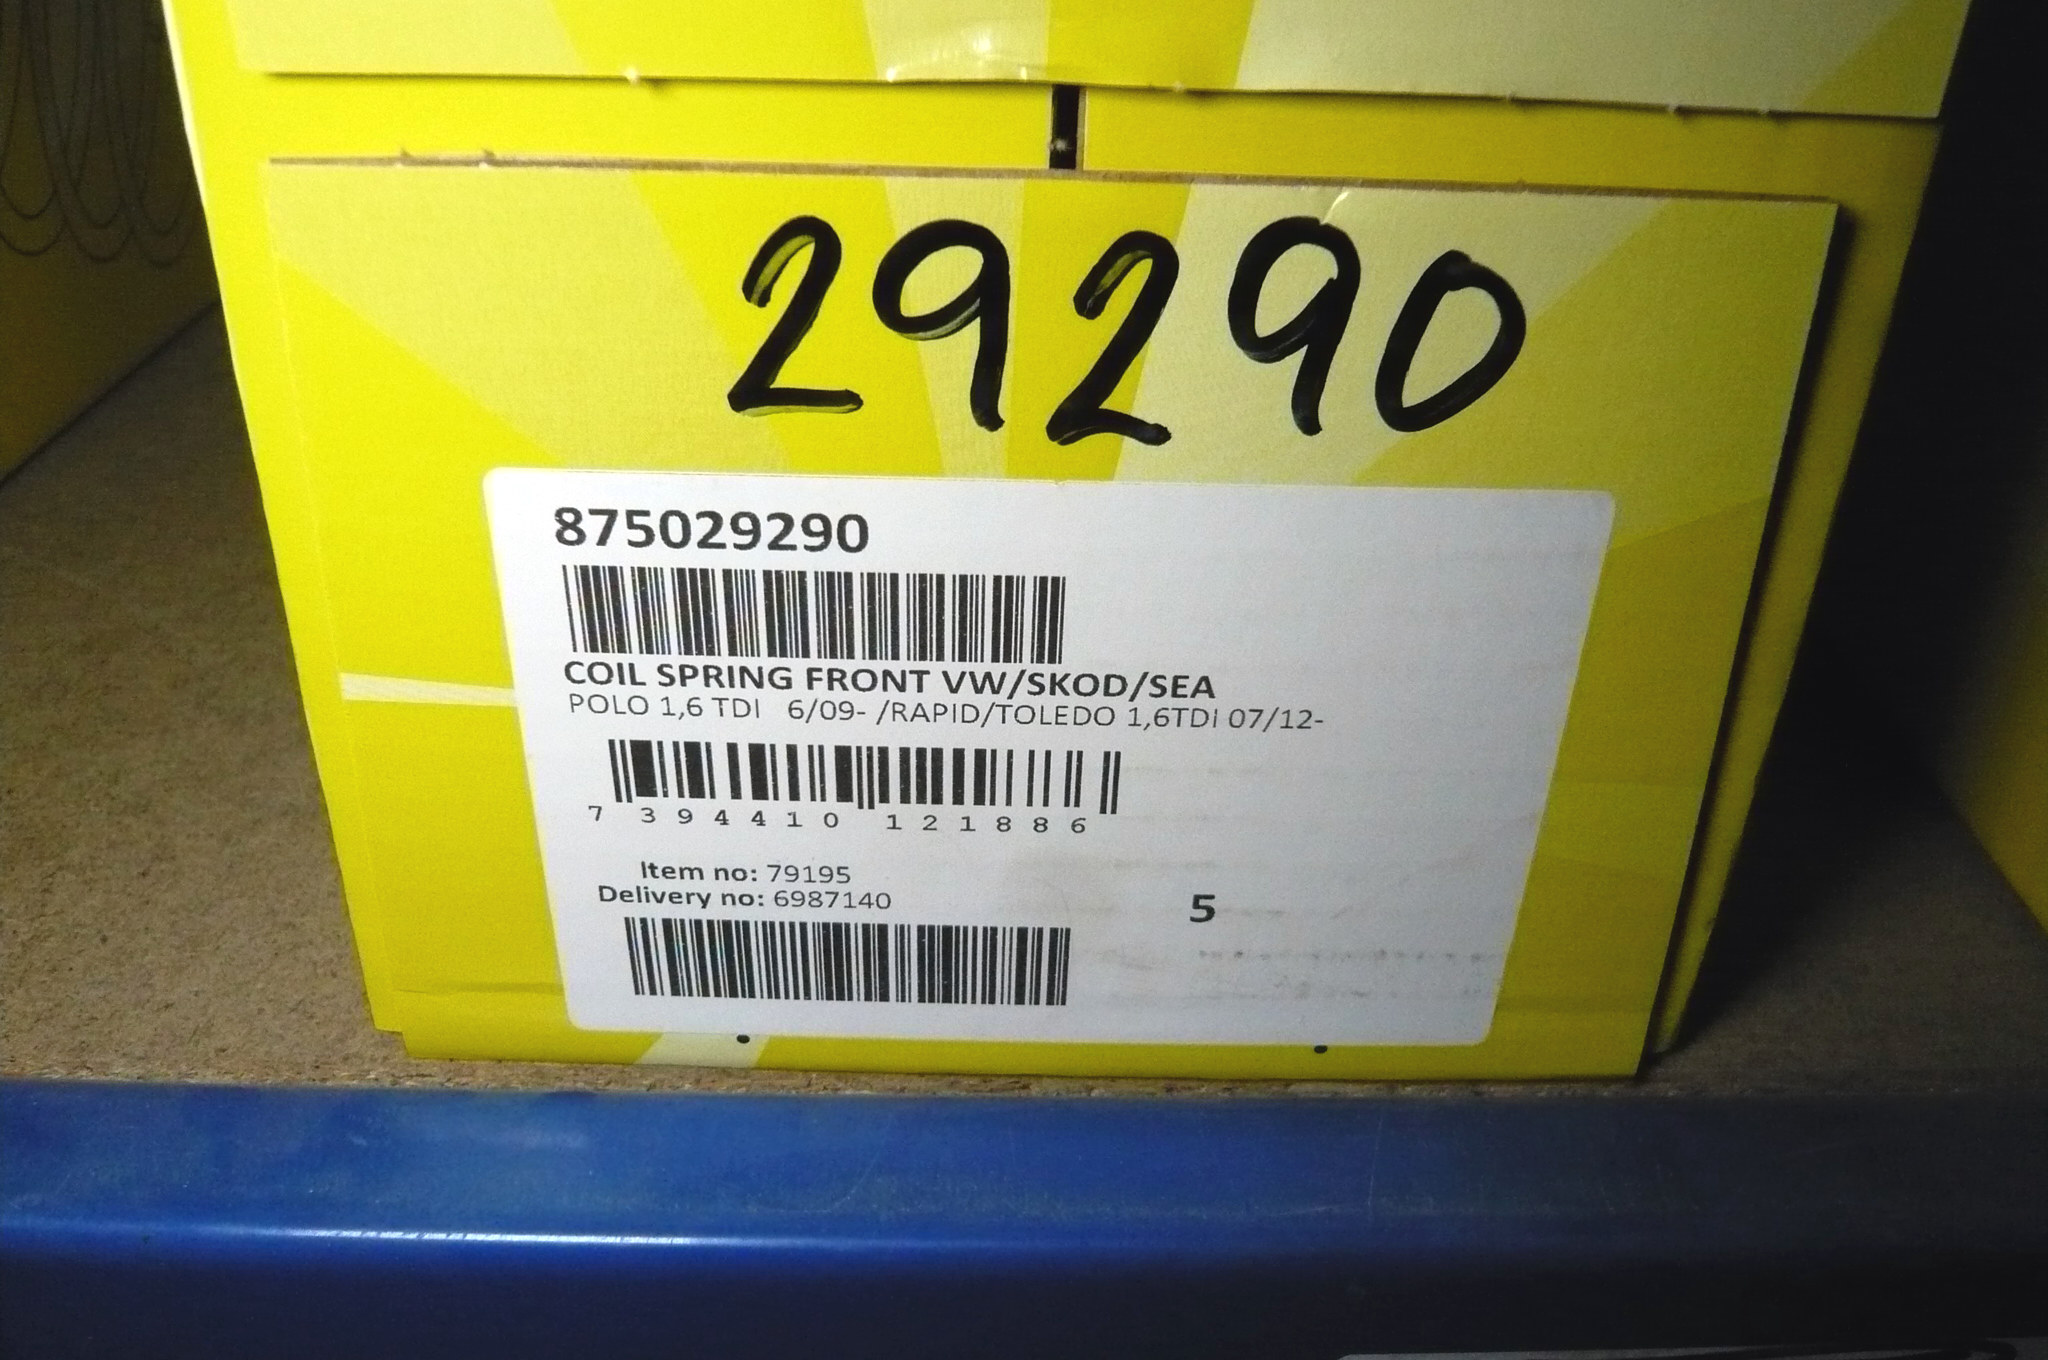 29290
875029290
COIL SPRING FRONT VW/SKOD/SEA
POLO 1,6 TDI 6/09- /RAPID/TOLEDO 1,6TDI 07/12-
7 394410 121886
Item no: 79195
Delivery no: 6987140
5